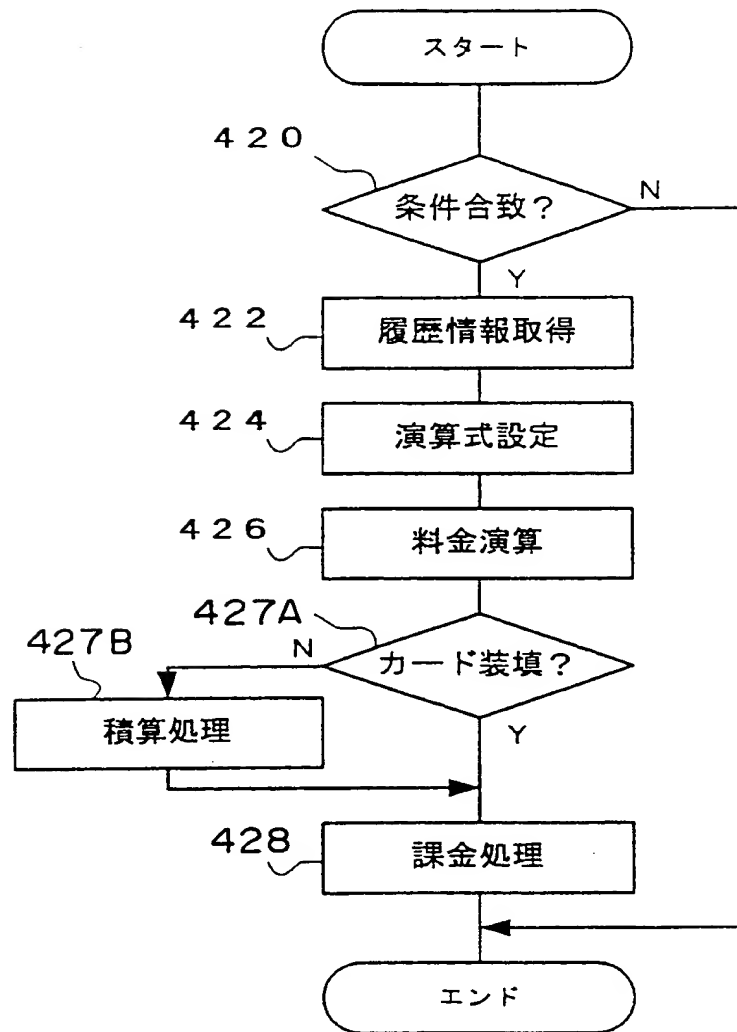 スタート
420
条件合致?
N
Y
422
履歴情報取得
424
演算式設定
426
料金演算
427A
カード装填?
N
427B
積算処理
Y
428
課金処理
エンド